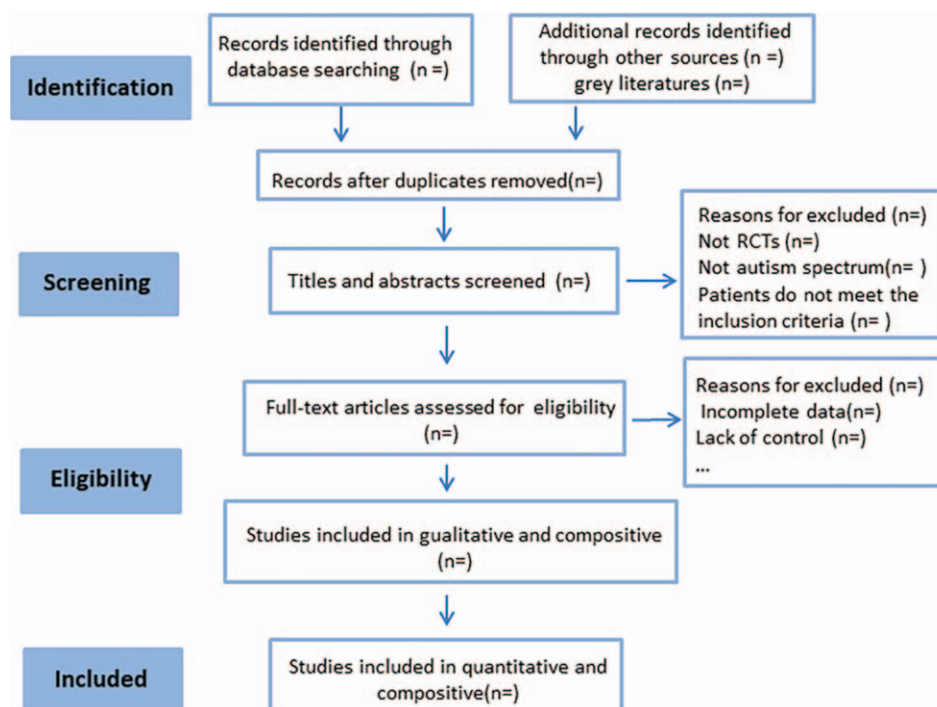 Identification
Records identified through
database searching (n =)
Additional records identified
through other sources (n =)
grey literatures (n=)
Records after duplicates removed(n=)
Screening
Titles and abstracts screened (n=)
Reasons for excluded (n=)
Not RCTs (n=)
Not autism spectrum(n= )
Patients do not meet the
inclusion criteria (n= )
Full-text articles assessed for eligibility
(n=)
Reasons for excluded (n=)
Incomplete data(n=)
Lack of control (n=)
...
Eligibility
Studies included in gualitative and compositive
(n=)
Included
Studies included in quantitative and
compositive(n=)